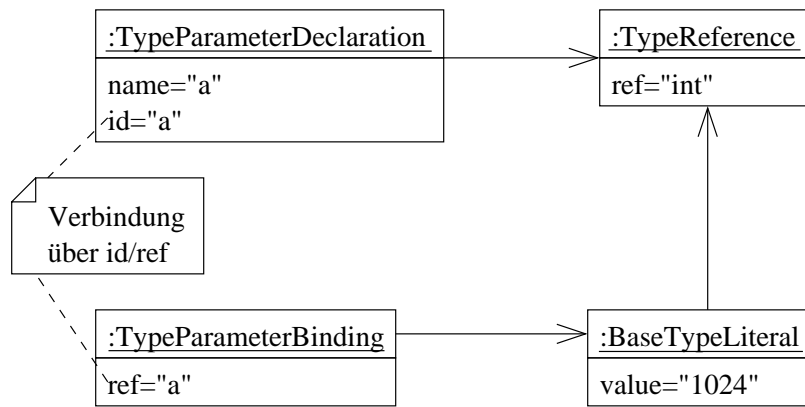 :TypeParameterDeclaration
name="a"
id="a"
:TypeReference
ref="int"
Verbindung
über id/ref
:TypeParameterBinding
ref="a"
:BaseTypeLiteral
value="1024"